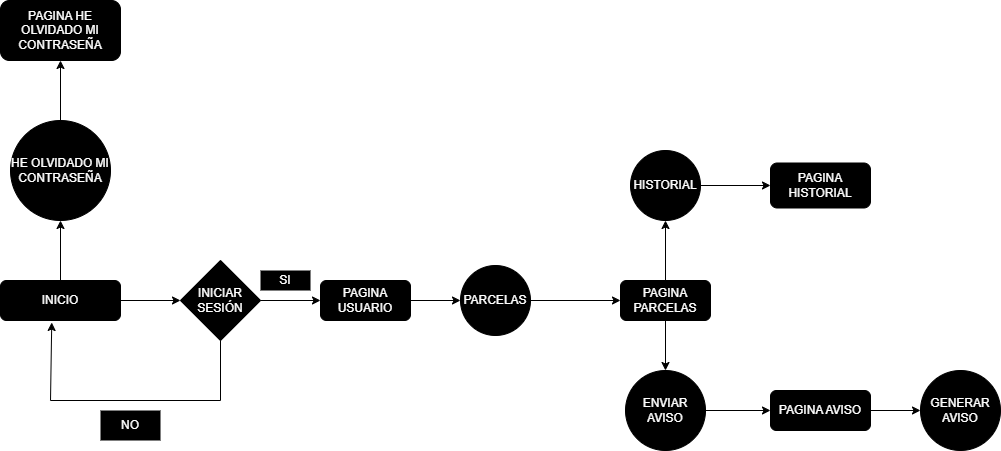 PAGINA HE
OLVIDADO MI
CONTRASEÑA
HE OLVIDADO MI
CONTRASEÑA
HISTORIAL
PAGINA
HISTORIAL
INICIO
INICIAR
SESIÓN
SI
PAGINA
USUARIO
PARCELAS
PAGINA
PARCELAS
NO
ENVIAR
AVISO
PAGINA AVISO
GENERAR
AVISO